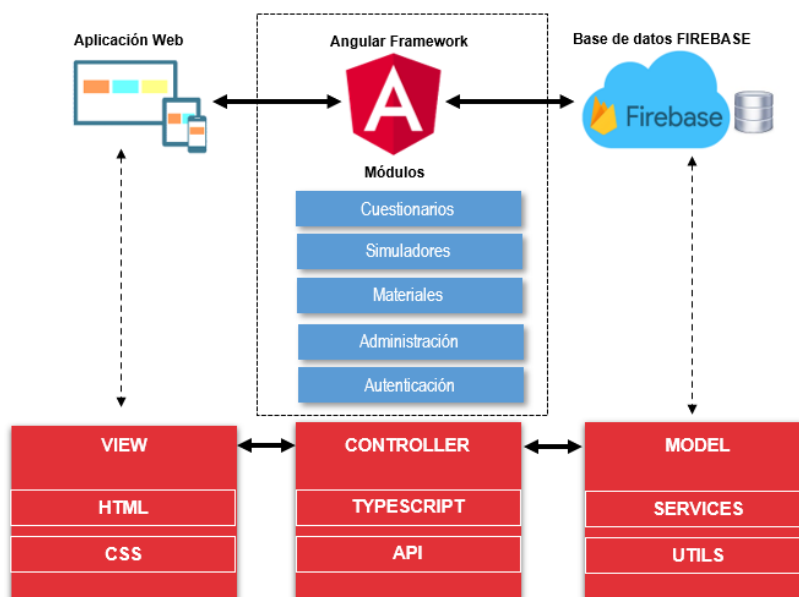 Aplicación Web
Angular Framework
Base de datos FIREBASE
A
Firebase
Módulos
Cuestionarios
Simuladores
Materiales
Administración
Autenticación
VIEW
CONTROLLER
MODEL
HTML
TYPESCRIPT
SERVICES
CSS
API
UTILS